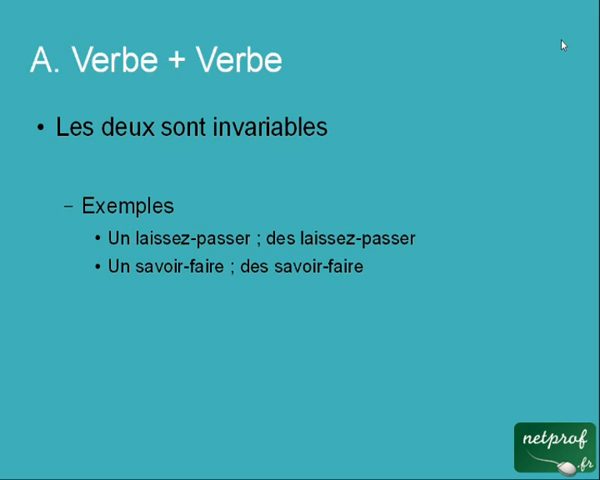 A. Verbe + Verbe
• Les deux sont invariables
– Exemples
• Un laissez-passer ; des laissez-passer
• Un savoir-faire ; des savoir-faire
netprof
.fr